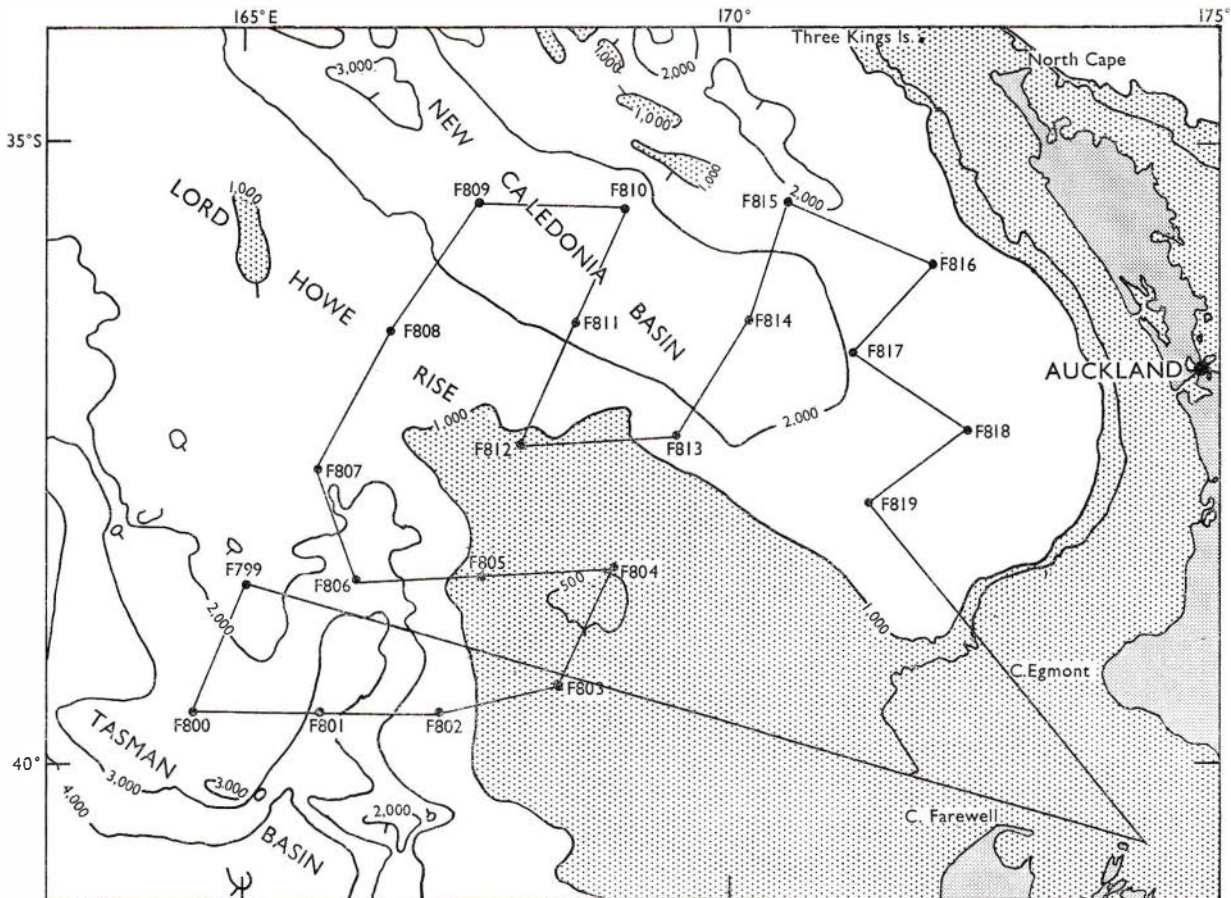 165°E
170°
175°
Three Kings Is.
North Cape
3,000
1,000
2,000
2,000
NEW
35°S
1,000
1,000
LORD
1,000
CALEDONIA
F809
F810
F815
2,000
F816
HOWE
BASIN
F808
F811
F814
F817
AUCKLAND
RISE
1,000
2,000
F812
F813
F818
F807
F819
F799
F806
F805
500
F804
2,000
1,000
C.Egmont
F803
F800
F801
F802
TASMAN
40°
3,000
3,000
4,000
2,000
C. Farewell
BASIN